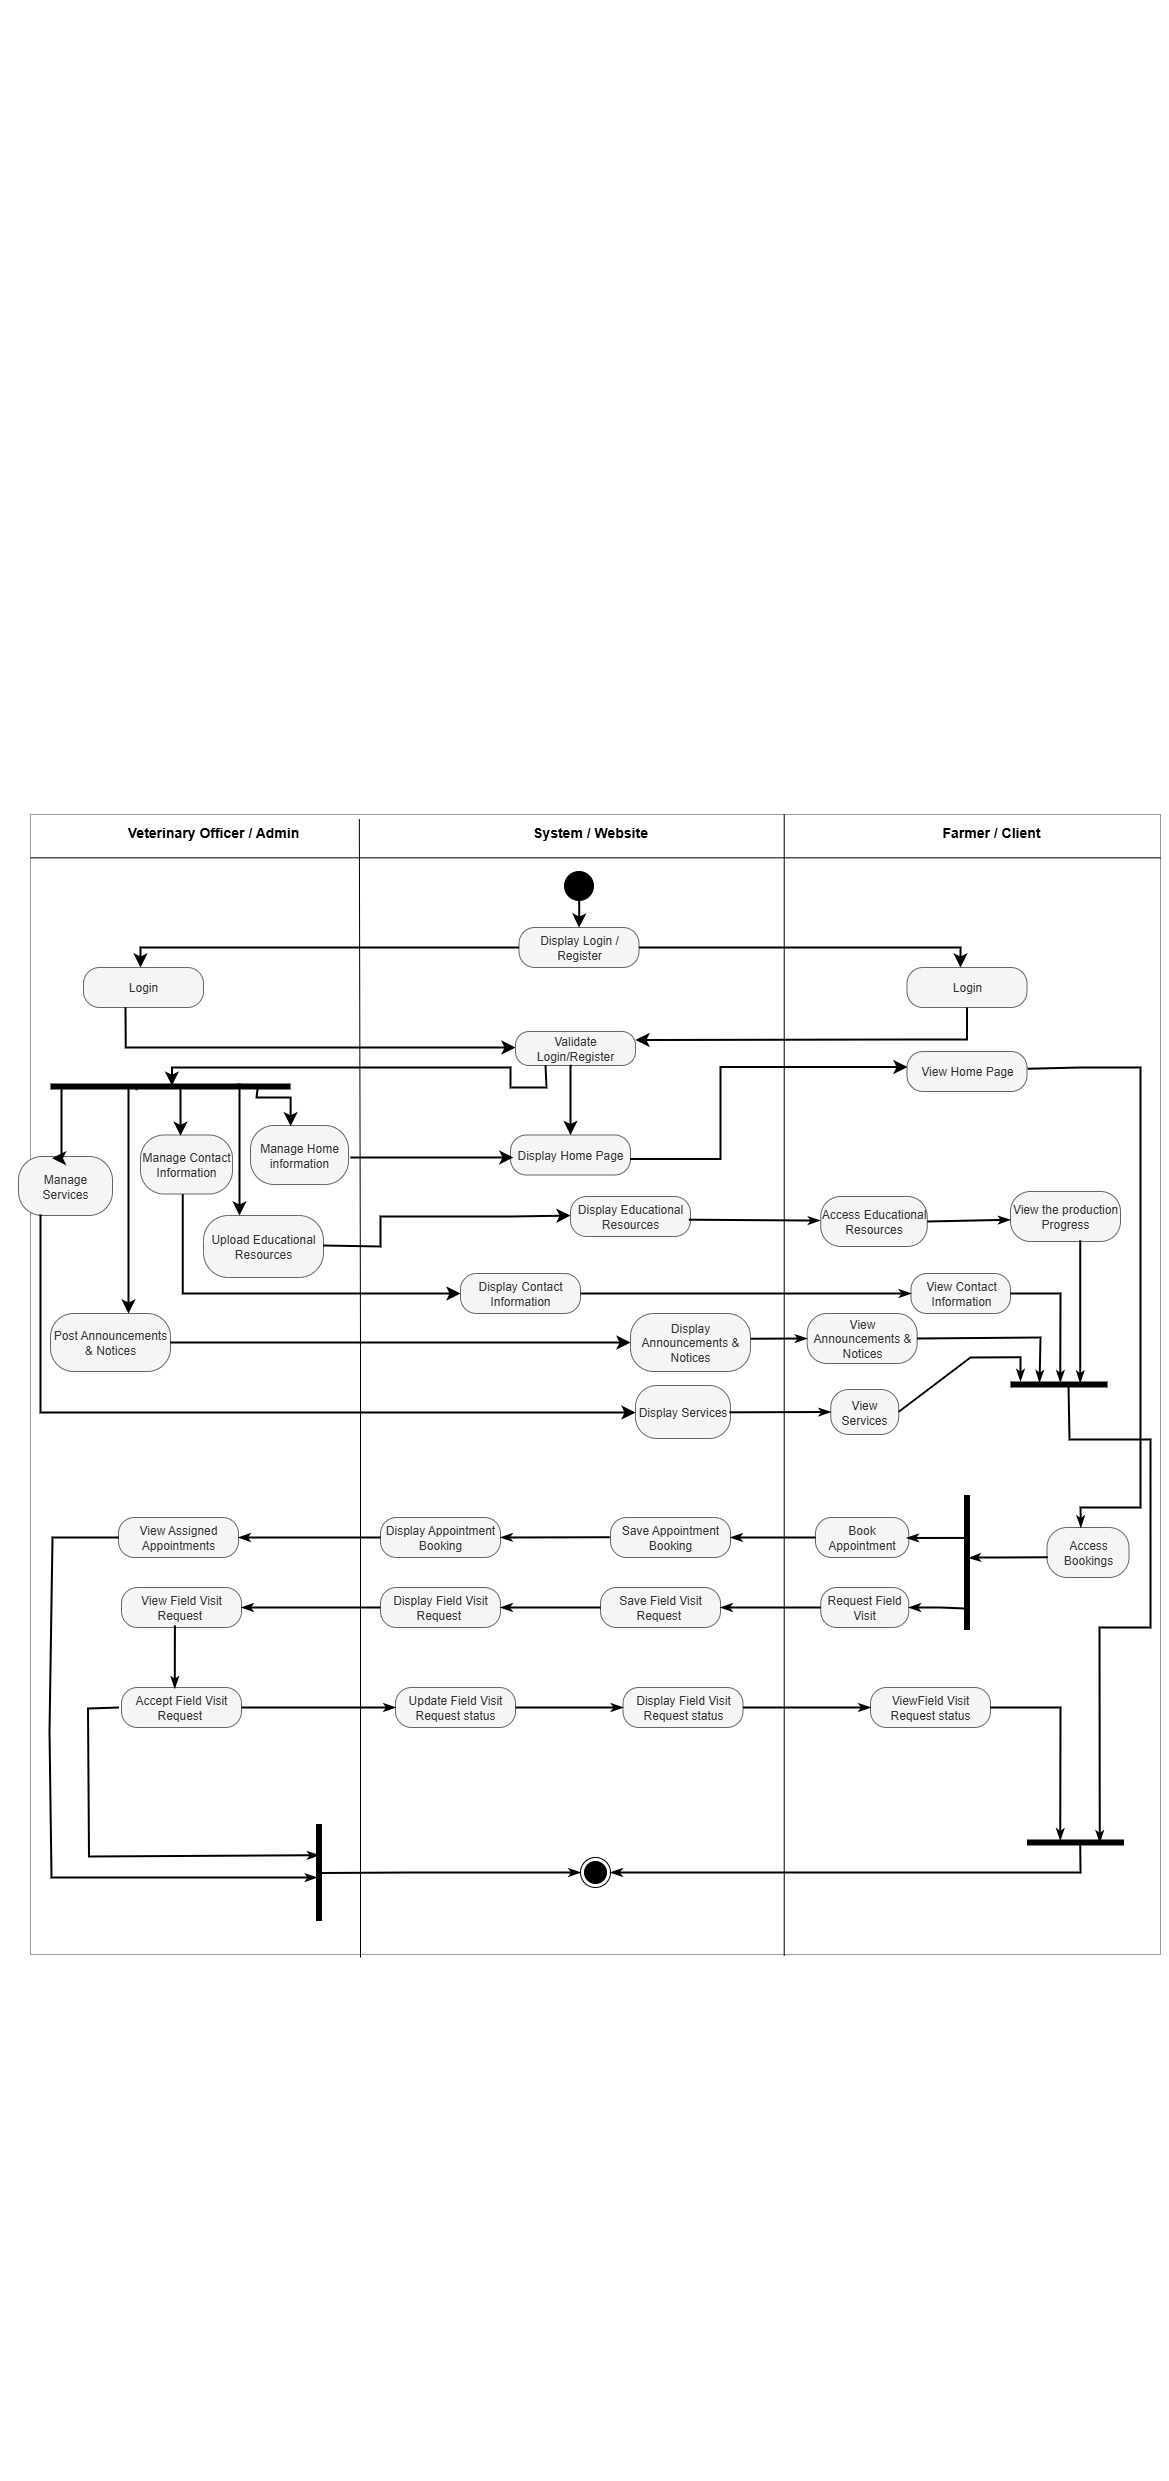 Veterinary Officer / Admin
System / Website
Farmer / Client
Display Login /
Register
Login
Login
Validate
Login/Register
View Home Page
Manage Home
information
Manage Contact
Information
Display Home Page
Manage
Services
Upload Educational
Resources
Display Educational
Resources
Access Educational
Resources
View the production
Progress
Display Contact
Information
View Contact
Information
Post Announcements
& Notices
Display
Announcements &
Notices
View
Announcements &
Notices
Display Services
View
Services
View Assigned
Appointments
Display Appointment
Booking
Save Appointment
Booking
Book
Appointment
Access
Bookings
View Field Visit
Request
Display Field Visit
Request
Save Field Visit
Request
Request Field
Visit
Accept Field Visit
Request
Update Field Visit
Request status
Display Field Visit
Request status
ViewField Visit
Request status